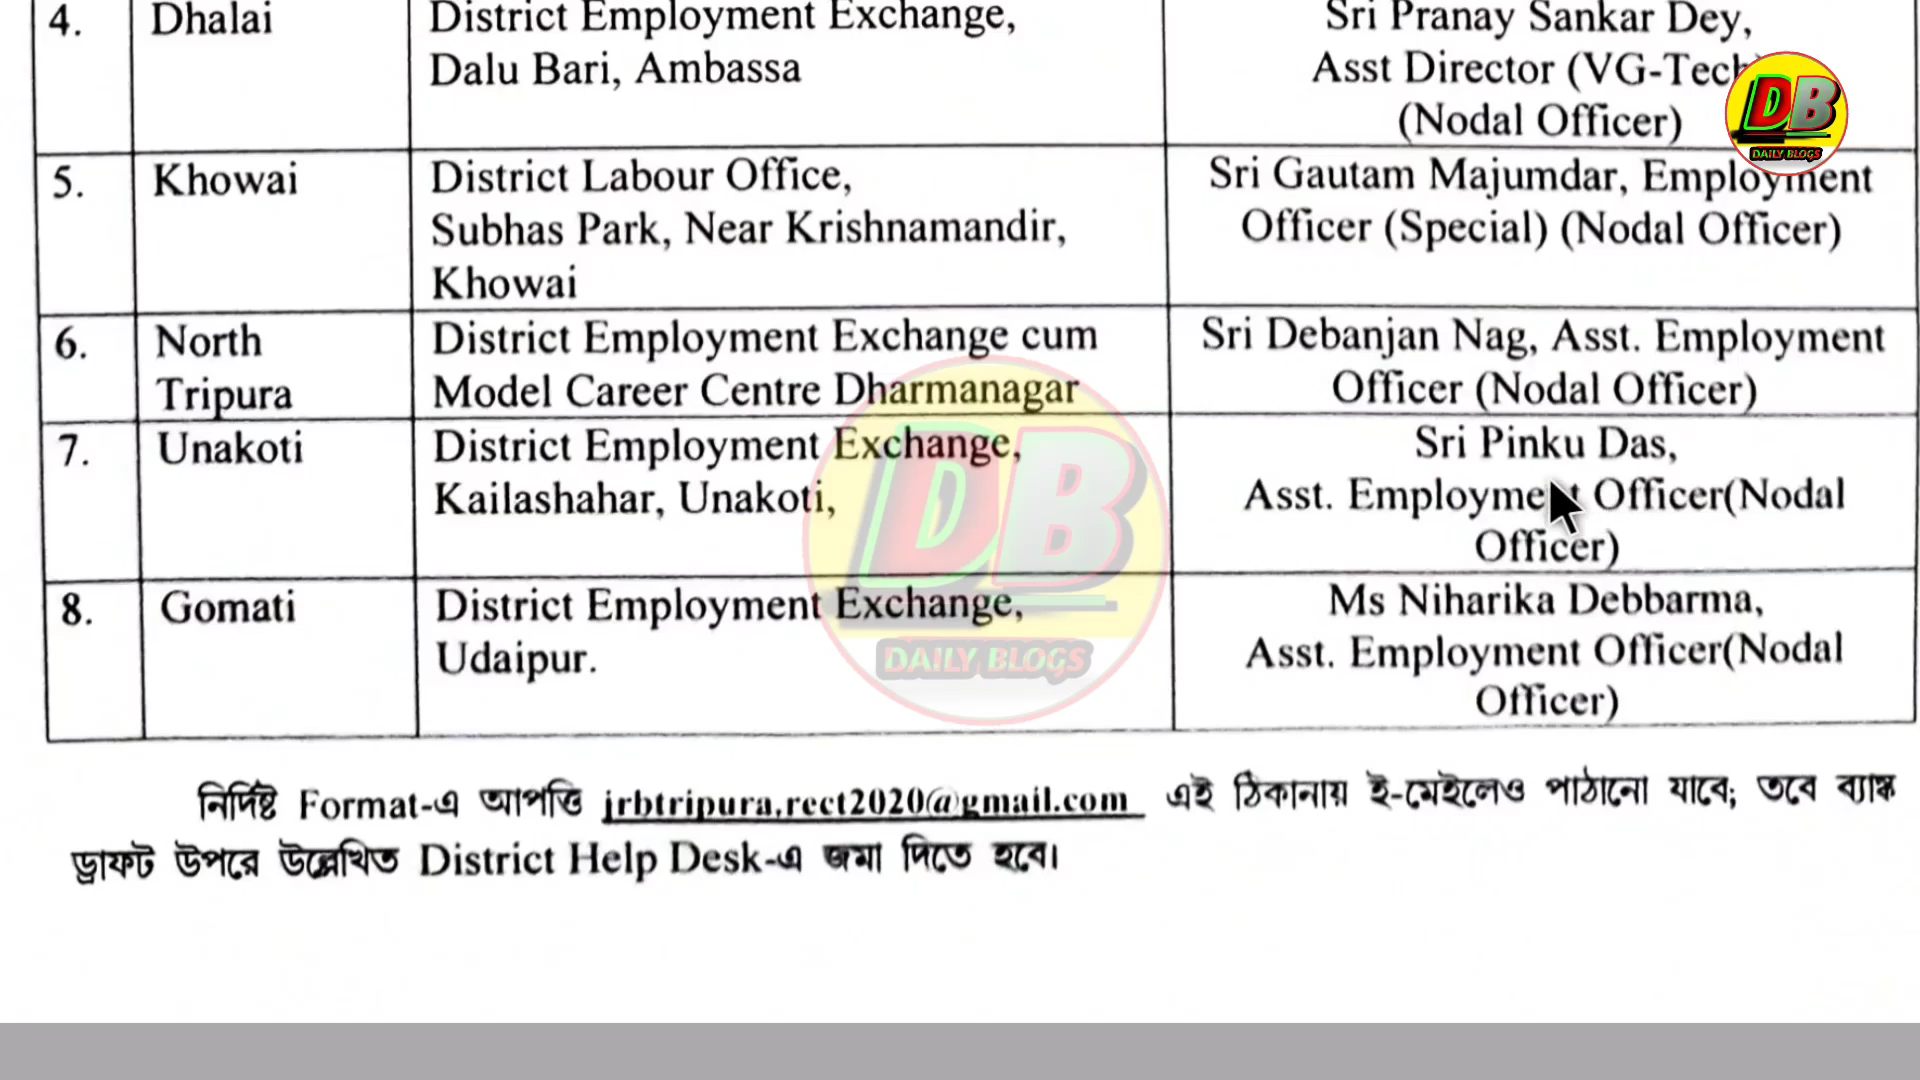 4. Dhalai District Employment Exchange, Sri Pranay Sankar Dey,
Dalu Bari, Ambassa Asst Director (VG-Tech
(Nodal Officer)
DB
DAILY BLOGS
5. Khowai District Labour Office, Sri Gautam Majumdar, Employment
Subhas Park, Near Krishnamandir, Officer (Special) (Nodal Officer)
Khowai
6. North District Employment Exchange cum Sri Debanjan Nag, Asst. Employment
Tripura Model Career Centre Dharmanagar Officer (Nodal Officer)
7. Unakoti District Employment Exchange, Sri Pinku Das,
Kailashahar, Unakoti, Asst. Employment Officer(Nodal
Officer)
8. Gomati District Employment Exchange, Ms Niharika Debbarma,
Udaipur. Asst. Employment Officer(Nodal
Officer)
DB
DAILY BLOGS
নির্দিষ্ট Format-এ আপত্তি jrbtripura.rect2020@gmail.com এই ঠিকানায় ই-মেইলেও পাঠানো যাবে; তবে ব্যাঙ্ক
ড্রাফট উপরে উল্লেখিত District Help Desk-এ জমা দিতে হবে।